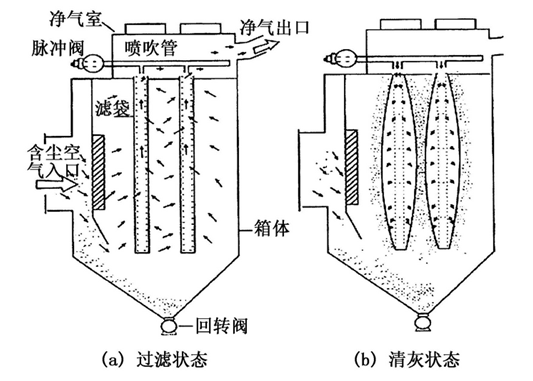 净气室
净气出口
脉冲阀
喷吹管
滤袋
含尘空
气入口
箱体
回转阀
(a) 过滤状态
(b) 清灰状态